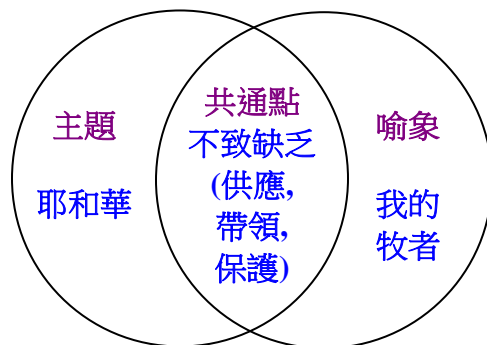 主題
耶和華
共通點
不致缺乏
(供應,
帶領,
保護)
喻象
我的
牧者